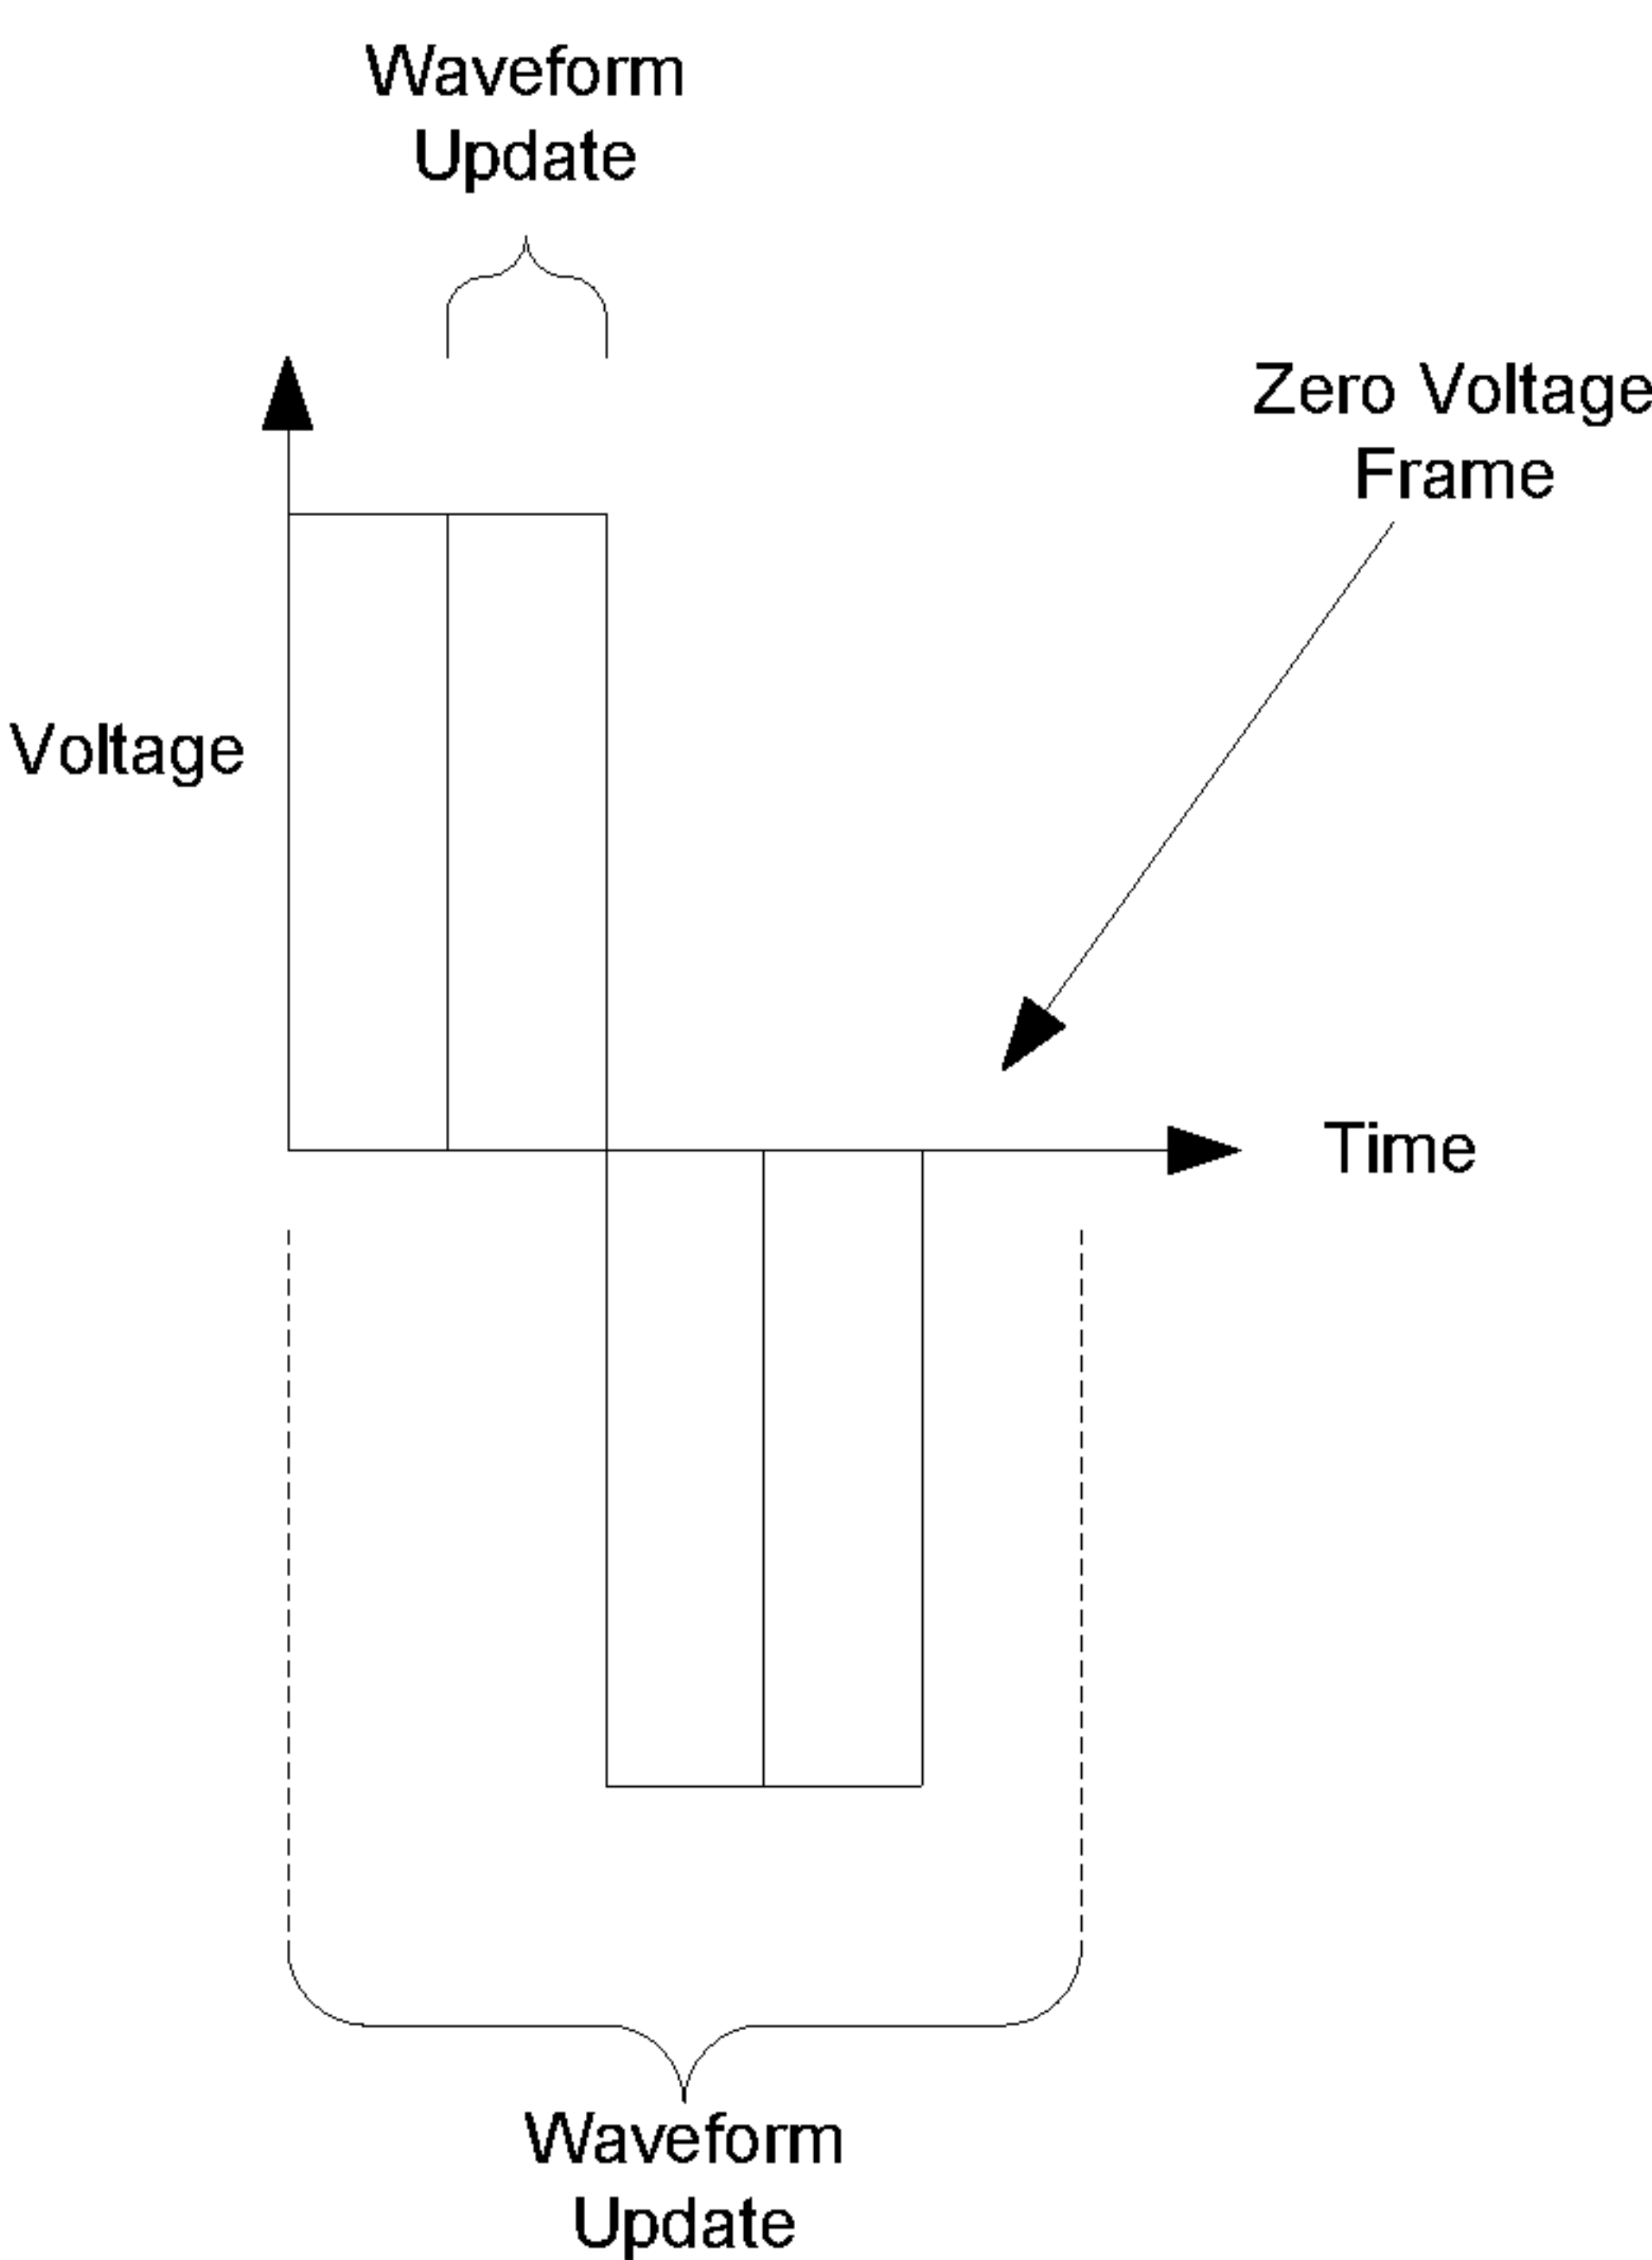 Waveform
Update
Zero Voltage
Frame
Voltage
Time
Waveform
Update